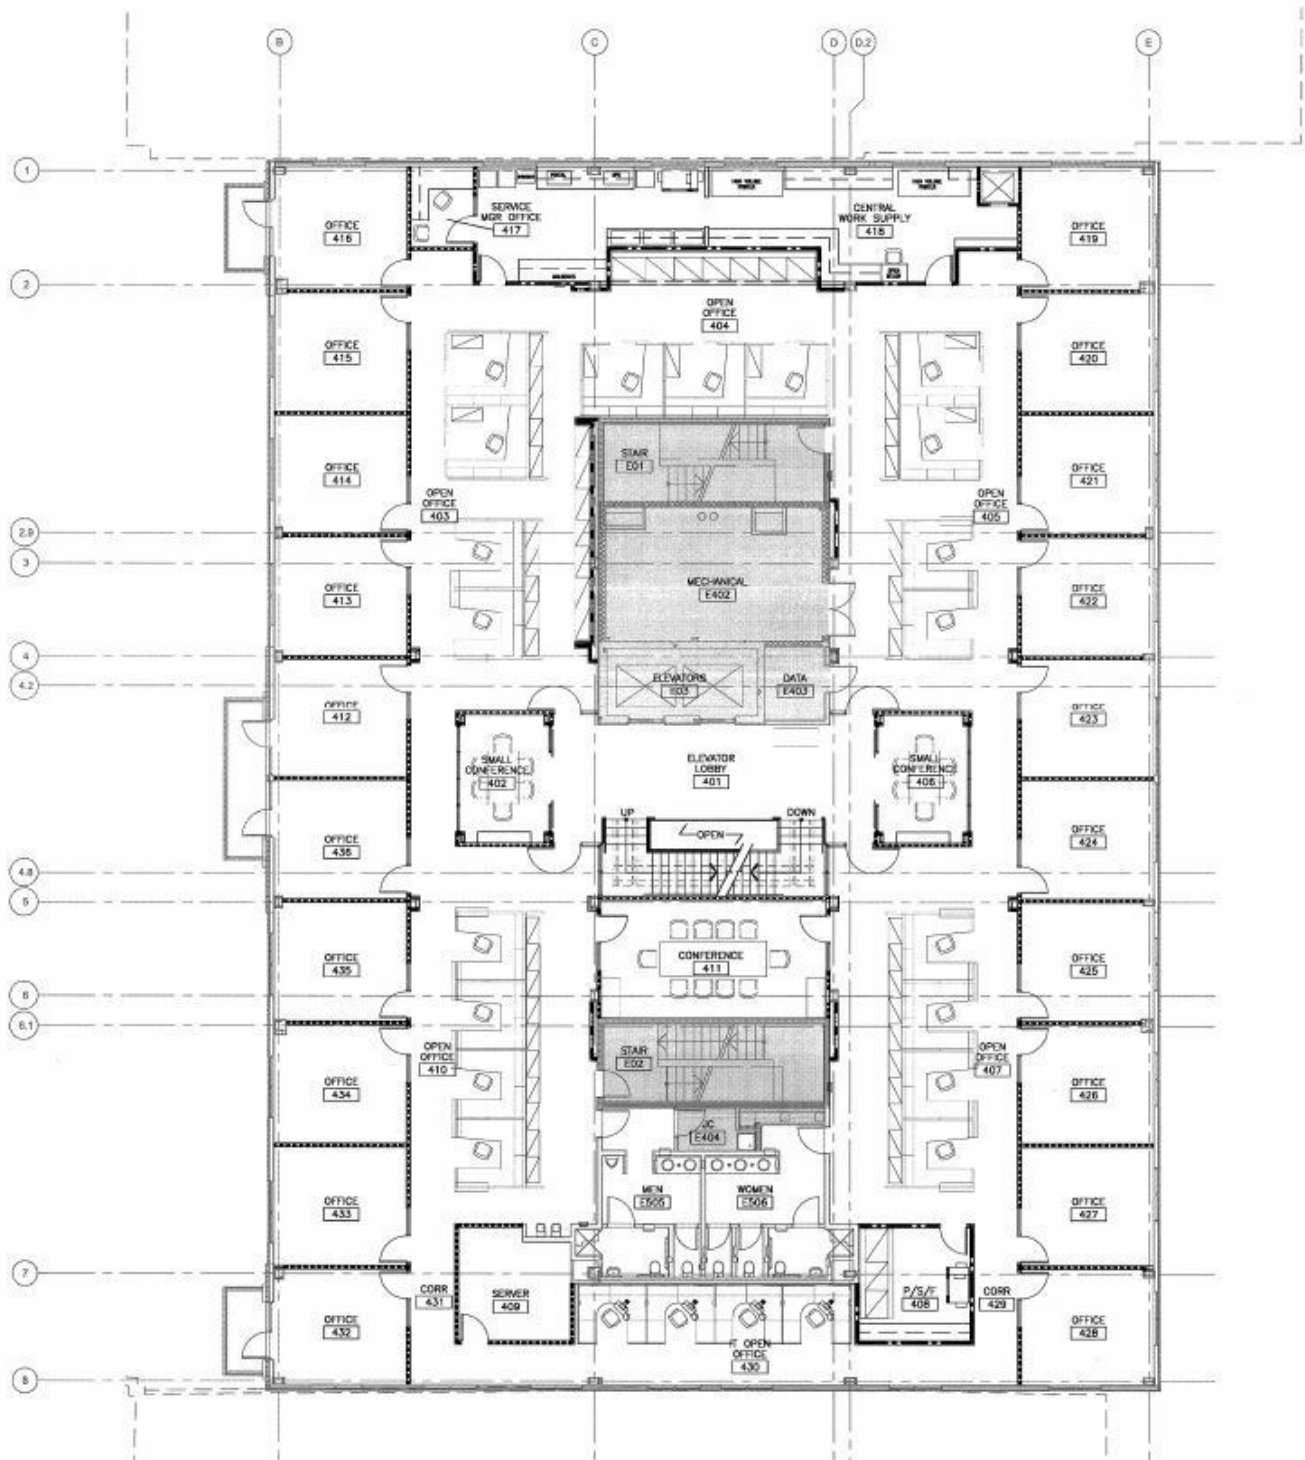 B C D D.2 E
1
OFFICE
416
SERVICE
MGR OFFICE
417
CENTRAL
WORK SUPPLY
418
OFFICE
419
2
OPEN
OFFICE
404
OFFICE
415
OFFICE
420
STAIR
E01
OFFICE
414
OPEN
OFFICE
403
OPEN
OFFICE
405
OFFICE
421
2.9
3
MECHANICAL
E402
OFFICE
413
OFFICE
422
4
4.2
ELEVATORS
E03
DATA
E403
OFFICE
412
OFFICE
423
SMALL
CONFERENCE
402
ELEVATOR
LOBBY
401
SMALL
CONFERENCE
406
UP
DOWN
OPEN
OFFICE
436
OFFICE
424
4.8
5
CONFERENCE
411
OFFICE
435
OFFICE
425
6
6.1
STAIR
E02
OPEN
OFFICE
410
OPEN
OFFICE
407
OFFICE
434
OFFICE
426
JC
E404
MEN
E505
WOMEN
E506
OFFICE
433
OFFICE
427
7
CORR
431
SERVER
409
P/S/F
408
CORR
429
OFFICE
432
OFFICE
428
IT OPEN
OFFICE
430
8